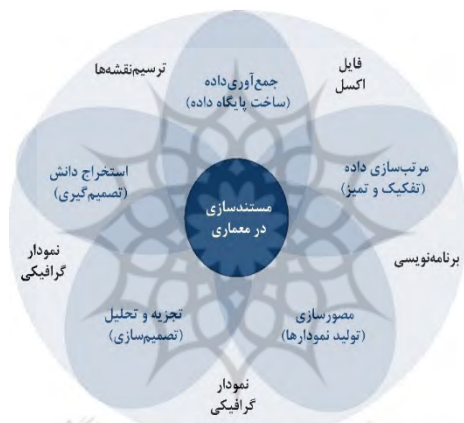 جمع‌آوری‌داده
(ساخت پایگاه داده)
فایل
اکسل
مرتب‌سازی داده
(تفکیک و تمیز)
برنامه‌نویسی
مصورسازی
(تولید نمودارها)
نمودار
گرافیکی
تجزیه و تحلیل
(تصمیم‌سازی)
نمودار
گرافیکی
استخراج دانش
(تصمیم‌گیری)
ترسیم‌نقشه‌ها
مستندسازی
در معماری